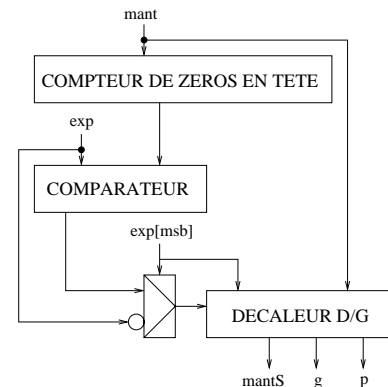 mant
COMPTEUR DE ZEROS EN TETE
exp
COMPARATEUR
exp[msb]
DECALEUR D/G
mantS g p